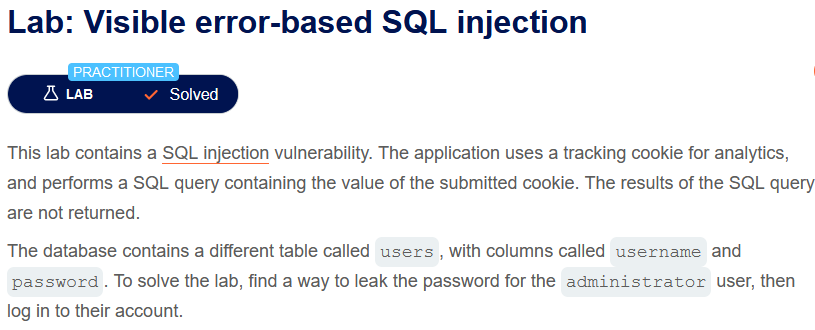 Lab: Visible error-based SQL injection
PRACTITIONER
LAB Solved
This lab contains a SQL injection vulnerability. The application uses a tracking cookie for analytics,
and performs a SQL query containing the value of the submitted cookie. The results of the SQL query
are not returned.
The database contains a different table called users, with columns called username and
password. To solve the lab, find a way to leak the password for the administrator user, then
log in to their account.